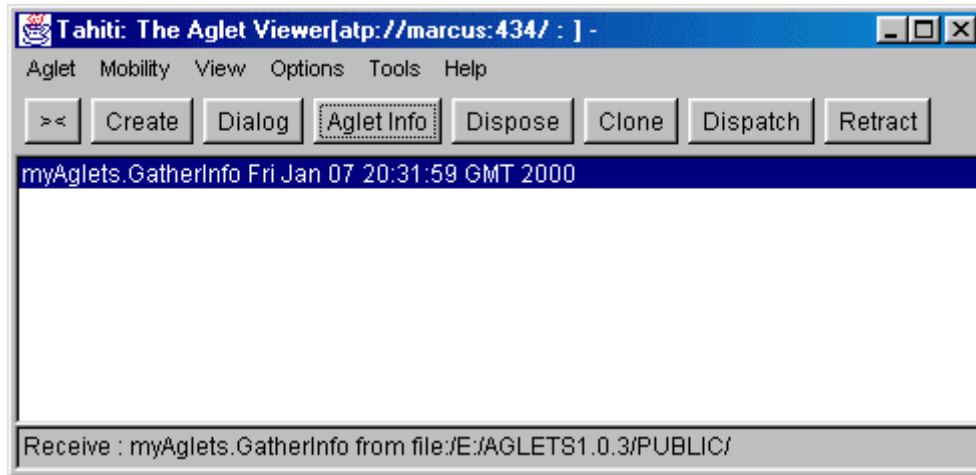 Tahiti: The Aglet Viewer[atp://marcus:434/ : ] -
Aglet Mobility View Options Tools Help
>< Create Dialog Aglet Info Dispose Clone Dispatch Retract
myAglets.GatherInfo Fri Jan 07 20:31:59 GMT 2000
Receive : myAglets.GatherInfo from file:/E:/AGLETS1.0.3/PUBLIC/